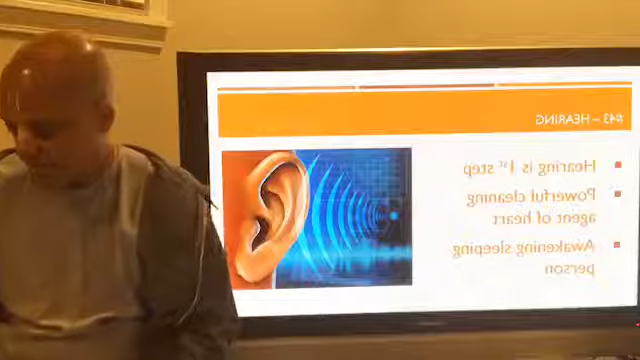 #43 – HEARING
Hearing is 1st step
Powerful cleaning
agent of heart
Awakening sleeping
person